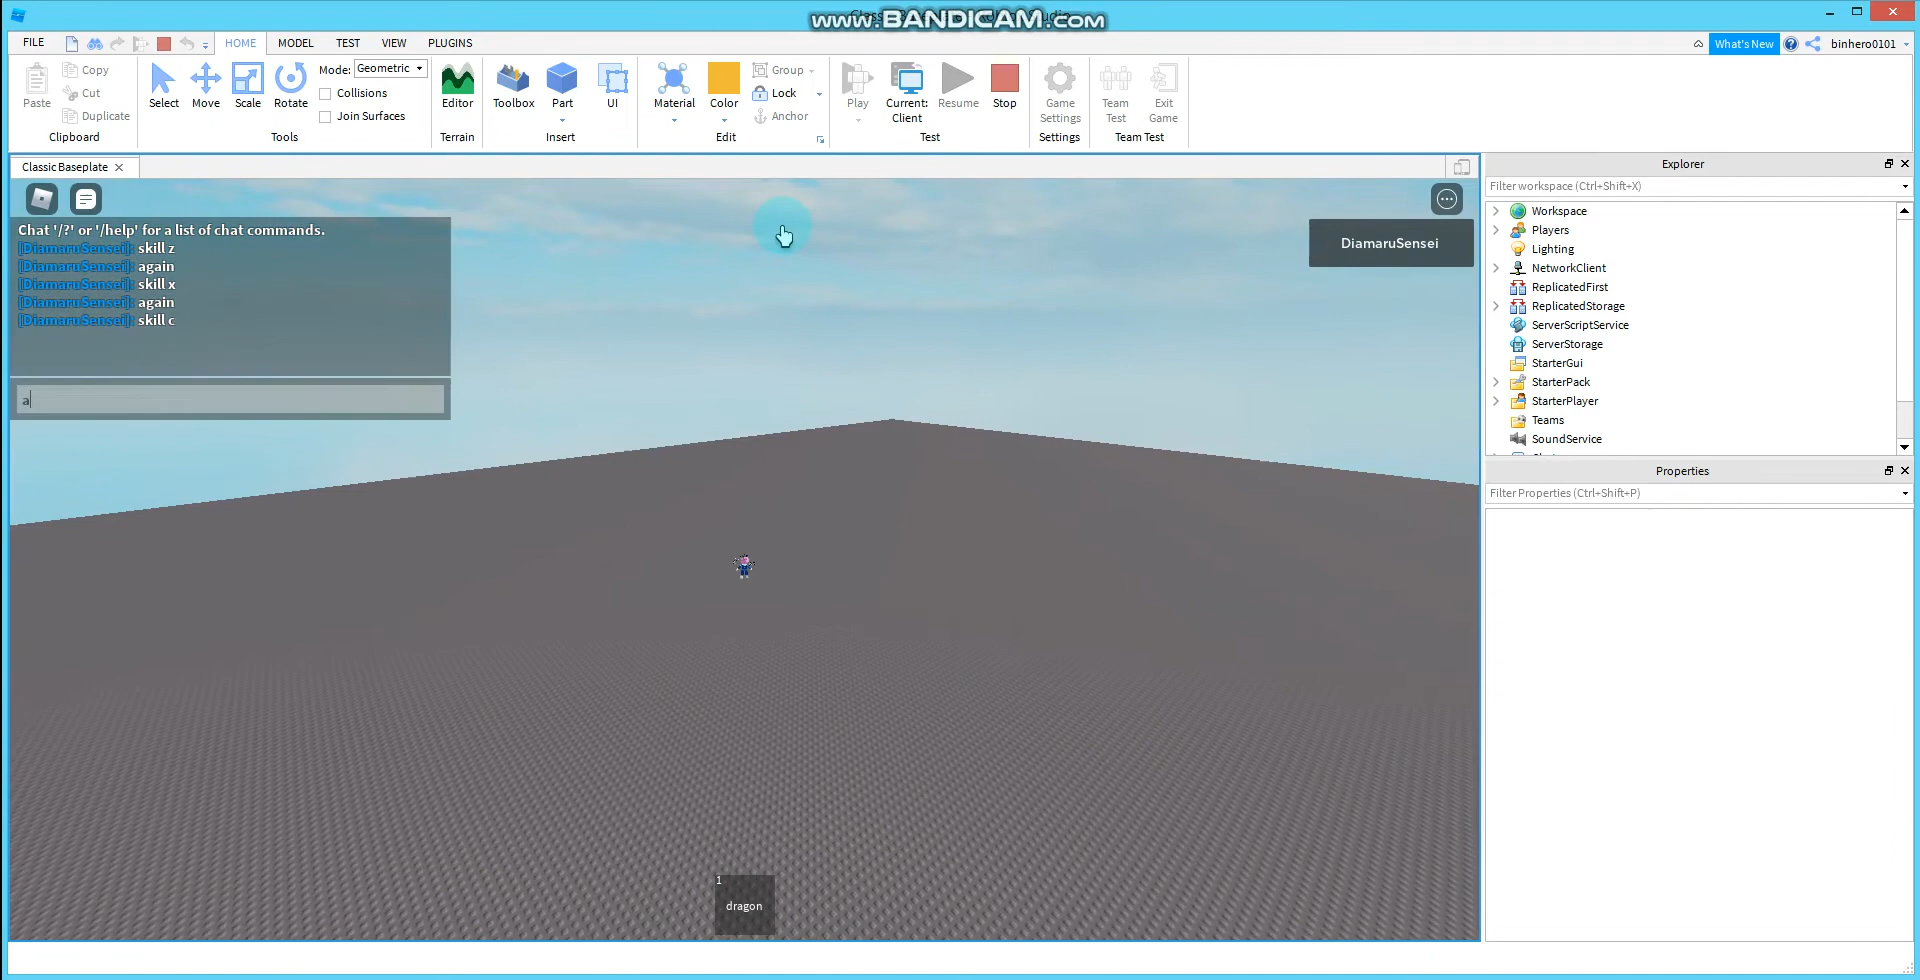 www.BANDICAM.com
FILE
HOME
MODEL
TEST
VIEW
PLUGINS
What's New
binhero0101
Paste
Copy
Cut
Duplicate
Clipboard
Select
Move
Scale
Rotate
Mode: Geometric
Collisions
Join Surfaces
Tools
Editor
Terrain
Toolbox
Part
UI
Insert
Material
Color
Group
Lock
Anchor
Edit
Play
Current:
Client
Resume
Stop
Test
Game
Settings
Settings
Team
Test
Exit
Game
Team Test
Classic Baseplate
Chat '/?' or '/help' for a list of chat commands.
[DiamaruSensei]: skill z
[DiamaruSensei]: again
[DiamaruSensei]: skill x
[DiamaruSensei]: again
[DiamaruSensei]: skill c
a
DiamaruSensei
1
dragon
Explorer
Filter workspace (Ctrl+Shift+X)
Workspace
Players
Lighting
NetworkClient
ReplicatedFirst
ReplicatedStorage
ServerScriptService
ServerStorage
StarterGui
StarterPack
StarterPlayer
Teams
SoundService
Properties
Filter Properties (Ctrl+Shift+P)